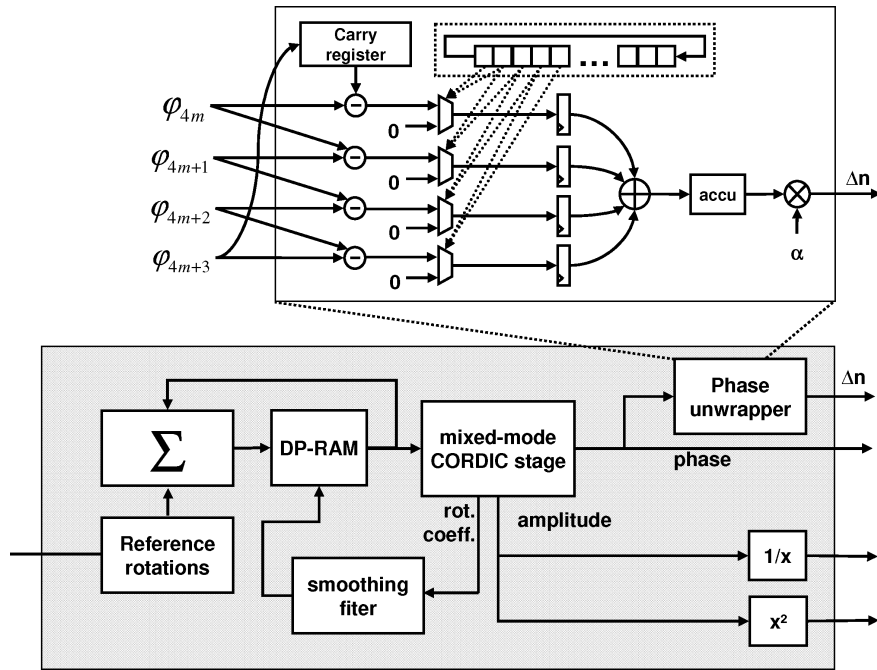 Carry
register
φ4m
φ4m+1
φ4m+2
φ4m+3
−
−
−
−
0
0
0
0
...
accu
Δn
α
Phase
unwrapper
Δn
Σ
DP-RAM
mixed-mode
CORDIC stage
phase
rot.
coeff.
amplitude
Reference
rotations
smoothing
fiter
1/x
x²